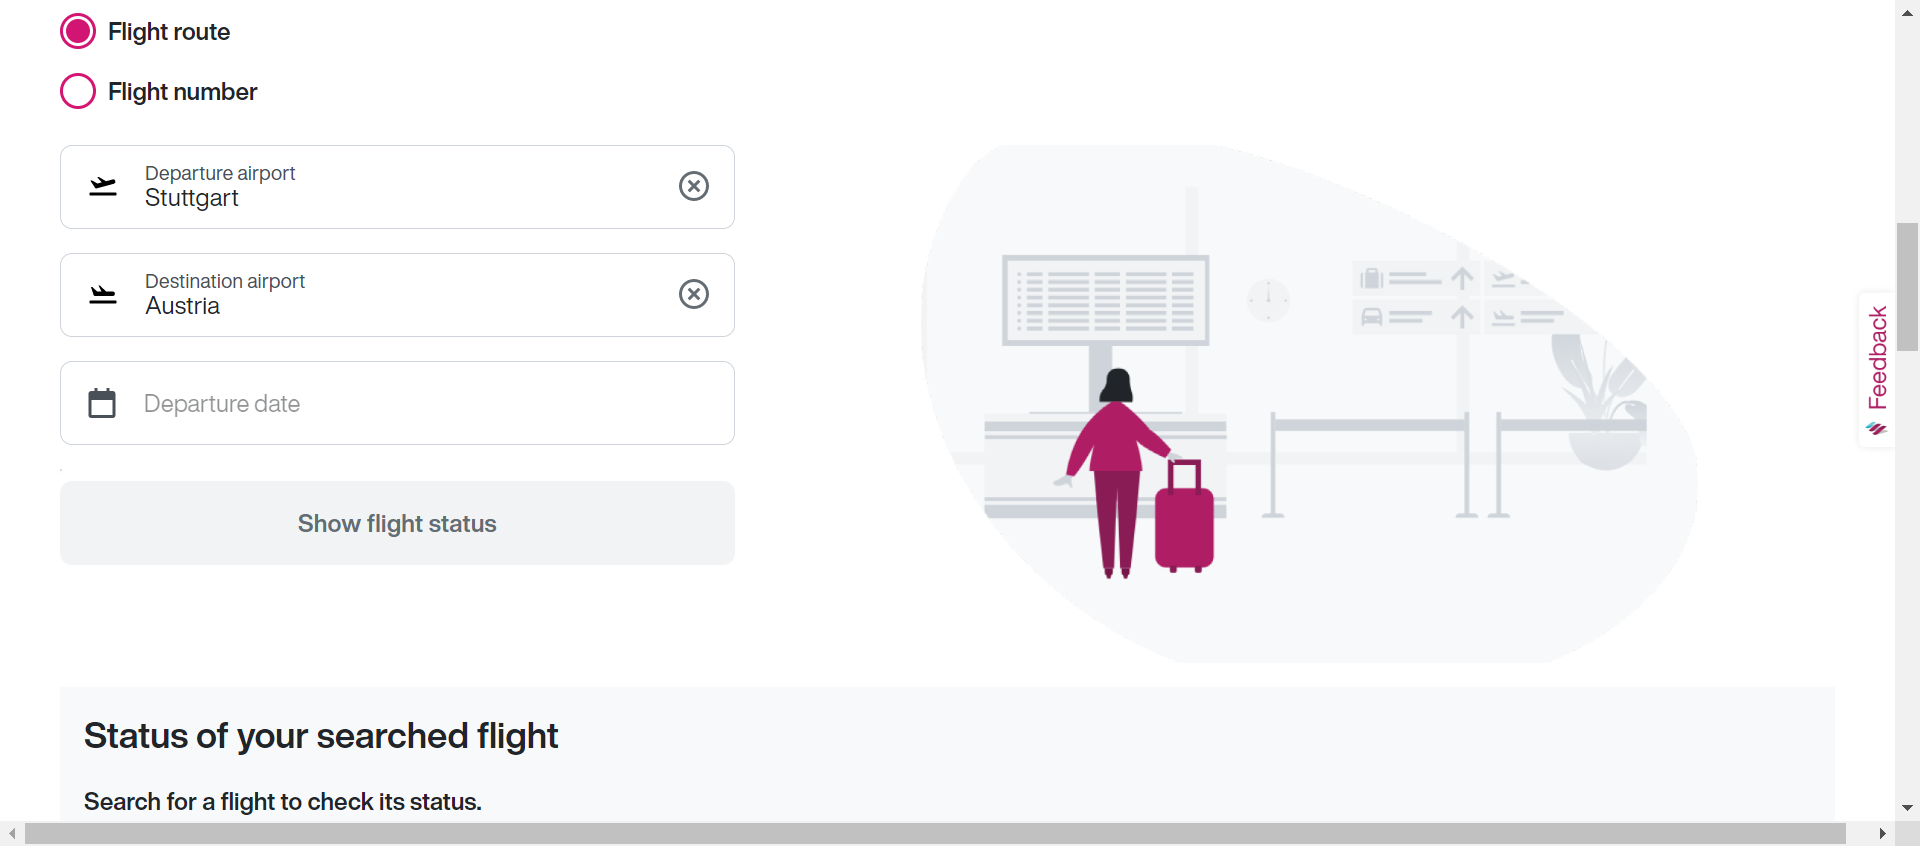 Flight route
Flight number
Departure airport
Stuttgart
Destination airport
Austria
Departure date
Show flight status
Feedback
Status of your searched flight
Search for a flight to check its status.